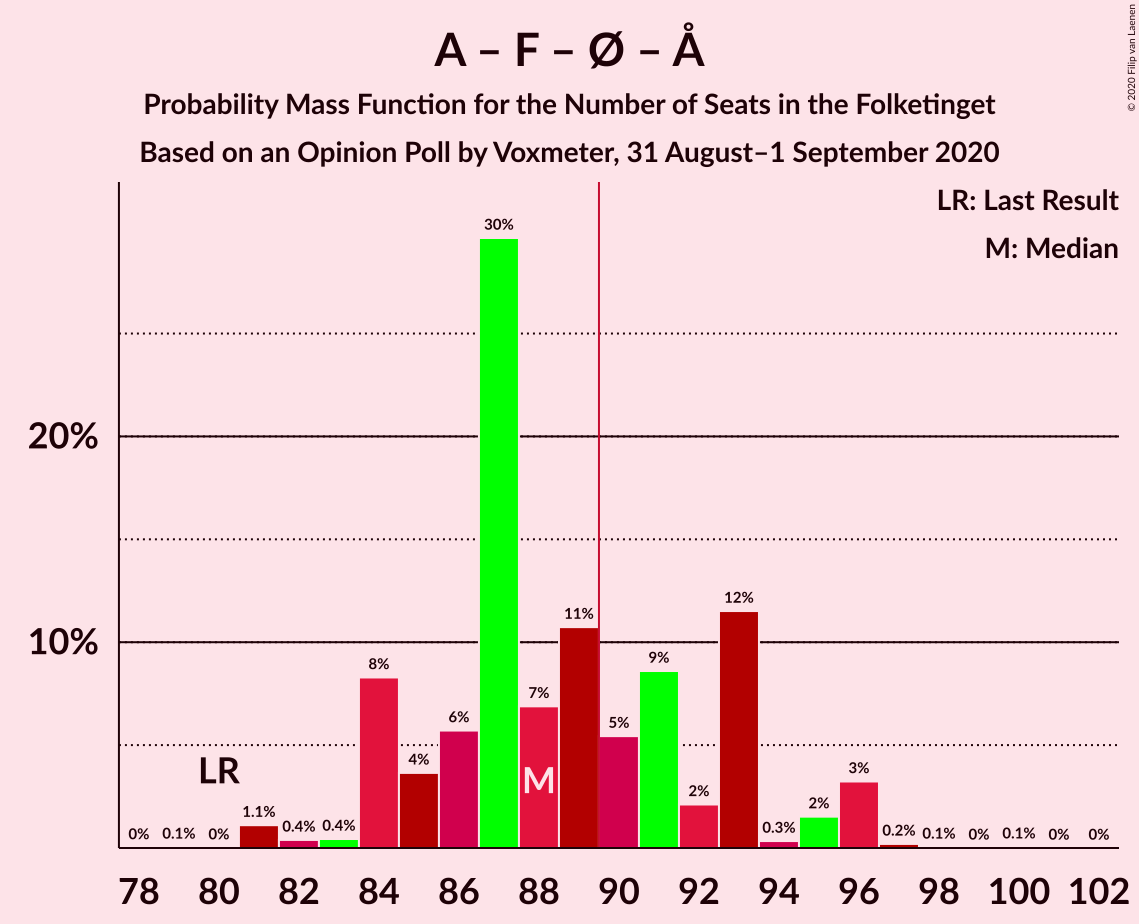 A – F – Ø – Å
Probability Mass Function for the Number of Seats in the Folketinget
Based on an Opinion Poll by Voxmeter, 31 August–1 September 2020
© 2020 Filip van Laenen
LR: Last Result
M: Median
30%
20%
12%
11%
10%
9%
8%
7%
6%
5%
4%
LR
M
3%
2%
2%
0% 0.1% 0% 1.1% 0.4% 0.4% 0.3% 0.2% 0.1% 0% 0.1% 0% 0%
78 80 82 84 86 88 90 92 94 96 98 100 102